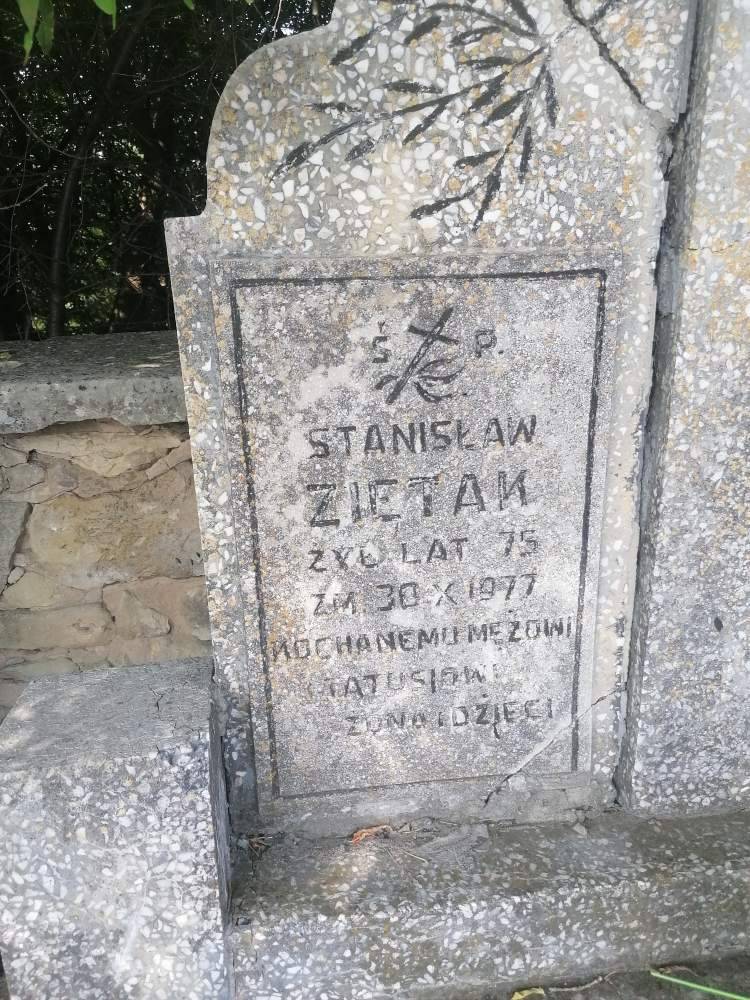 Ś P.
STANISŁAW
ZIĘTAK
ŻYŁ LAT 75
ZM. 30 X 1977
KOCHANEMU MĘŻOWI
I TATUSIOWI
ŻONA I DZIECI